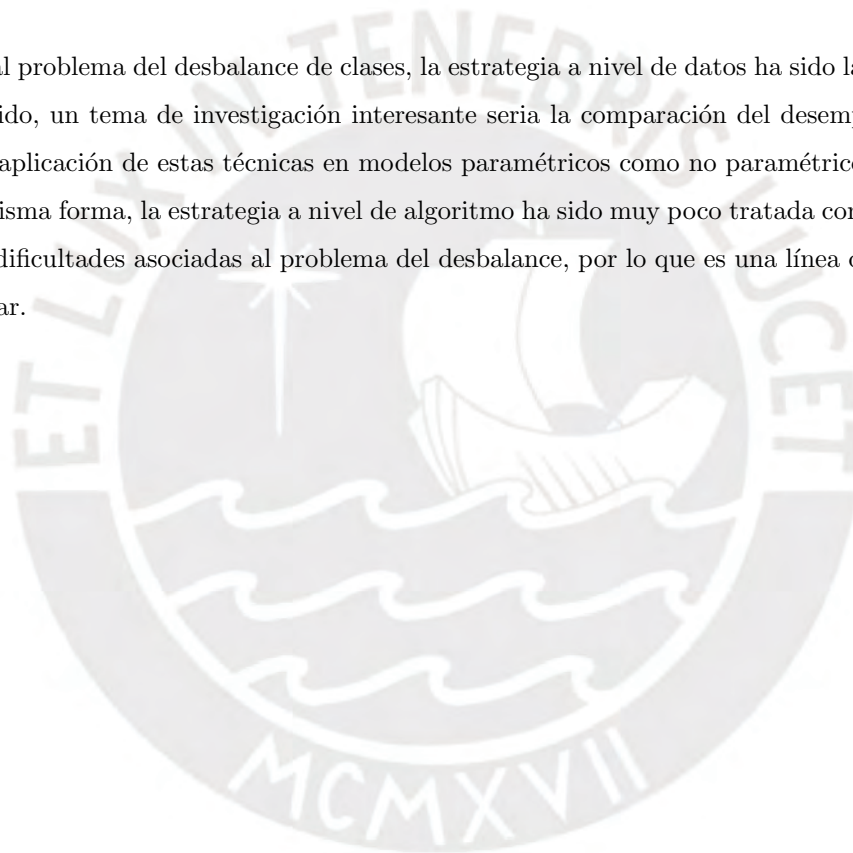 al problema del desbalance de clases, la estrategia a nivel de datos ha sido la
ido, un tema de investigación interesante seria la comparación del desem
aplicación de estas técnicas en modelos paramétricos como no paramétric
isma forma, la estrategia a nivel de algoritmo ha sido muy poco tratada co
dificultades asociadas al problema del desbalance, por lo que es una línea
ar.
ET LUX IN TENEBRIS LUCET
MCMXVII